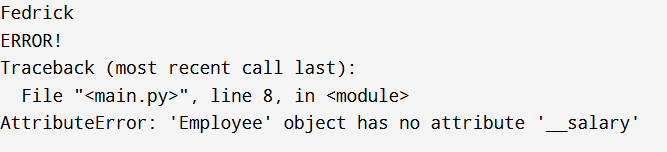 Fedrick
ERROR!
Traceback (most recent call last):
  File "<main.py>", line 8, in <module>
AttributeError: 'Employee' object has no attribute '__salary'